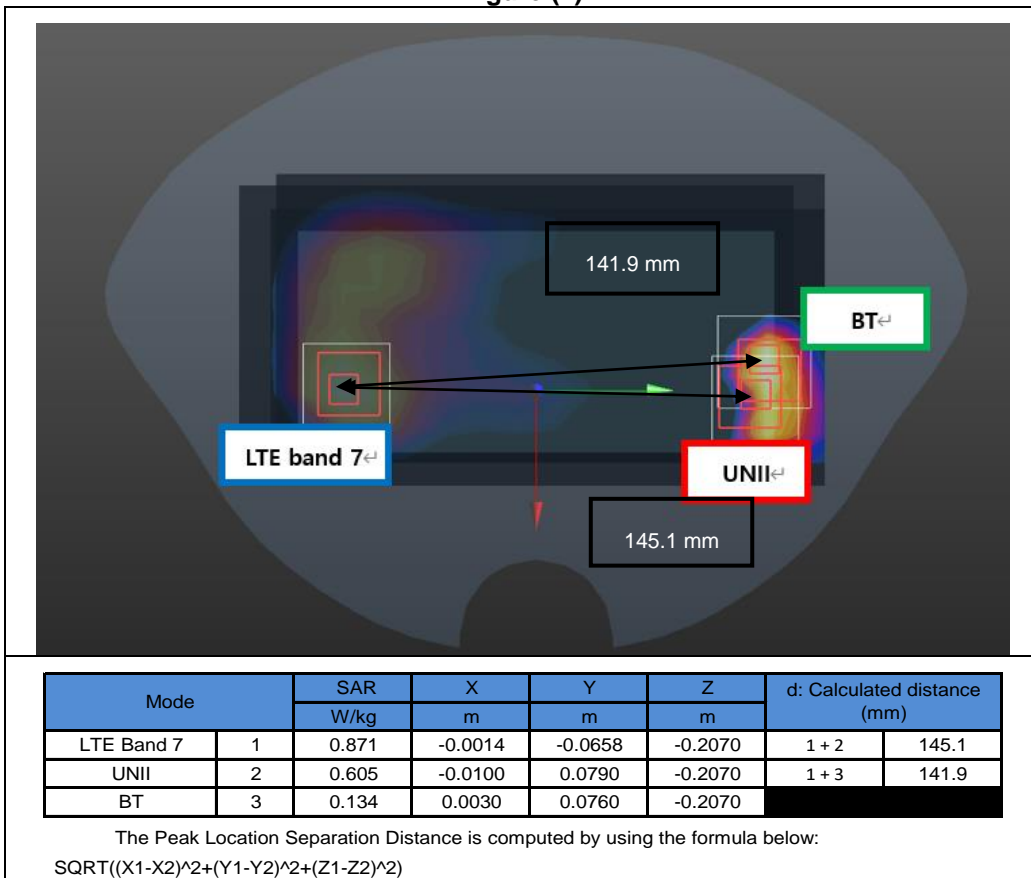 141.9 mm
BT↵
LTE band 7↵
UNII↵
145.1 mm
Mode SAR X Y Z d: Calculated distance (mm)
W/kg m m m
LTE Band 7 1 0.871 -0.0014 -0.0658 -0.2070 1 + 2 145.1
UNII 2 0.605 -0.0100 0.0790 -0.2070 1 + 3 141.9
BT 3 0.134 0.0030 0.0760 -0.2070
The Peak Location Separation Distance is computed by using the formula below:
SQRT((X1-X2)^2+(Y1-Y2)^2+(Z1-Z2)^2)